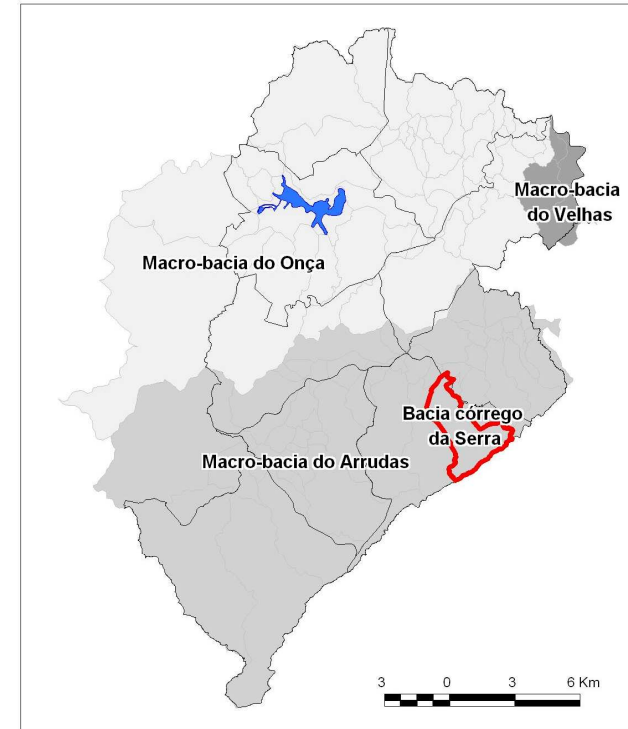 Macro-bacia
do Velhas
Macro-bacia do Onça
Bacia córrego
da Serra
Macro-bacia do Arrudas
3 0 3 6 Km